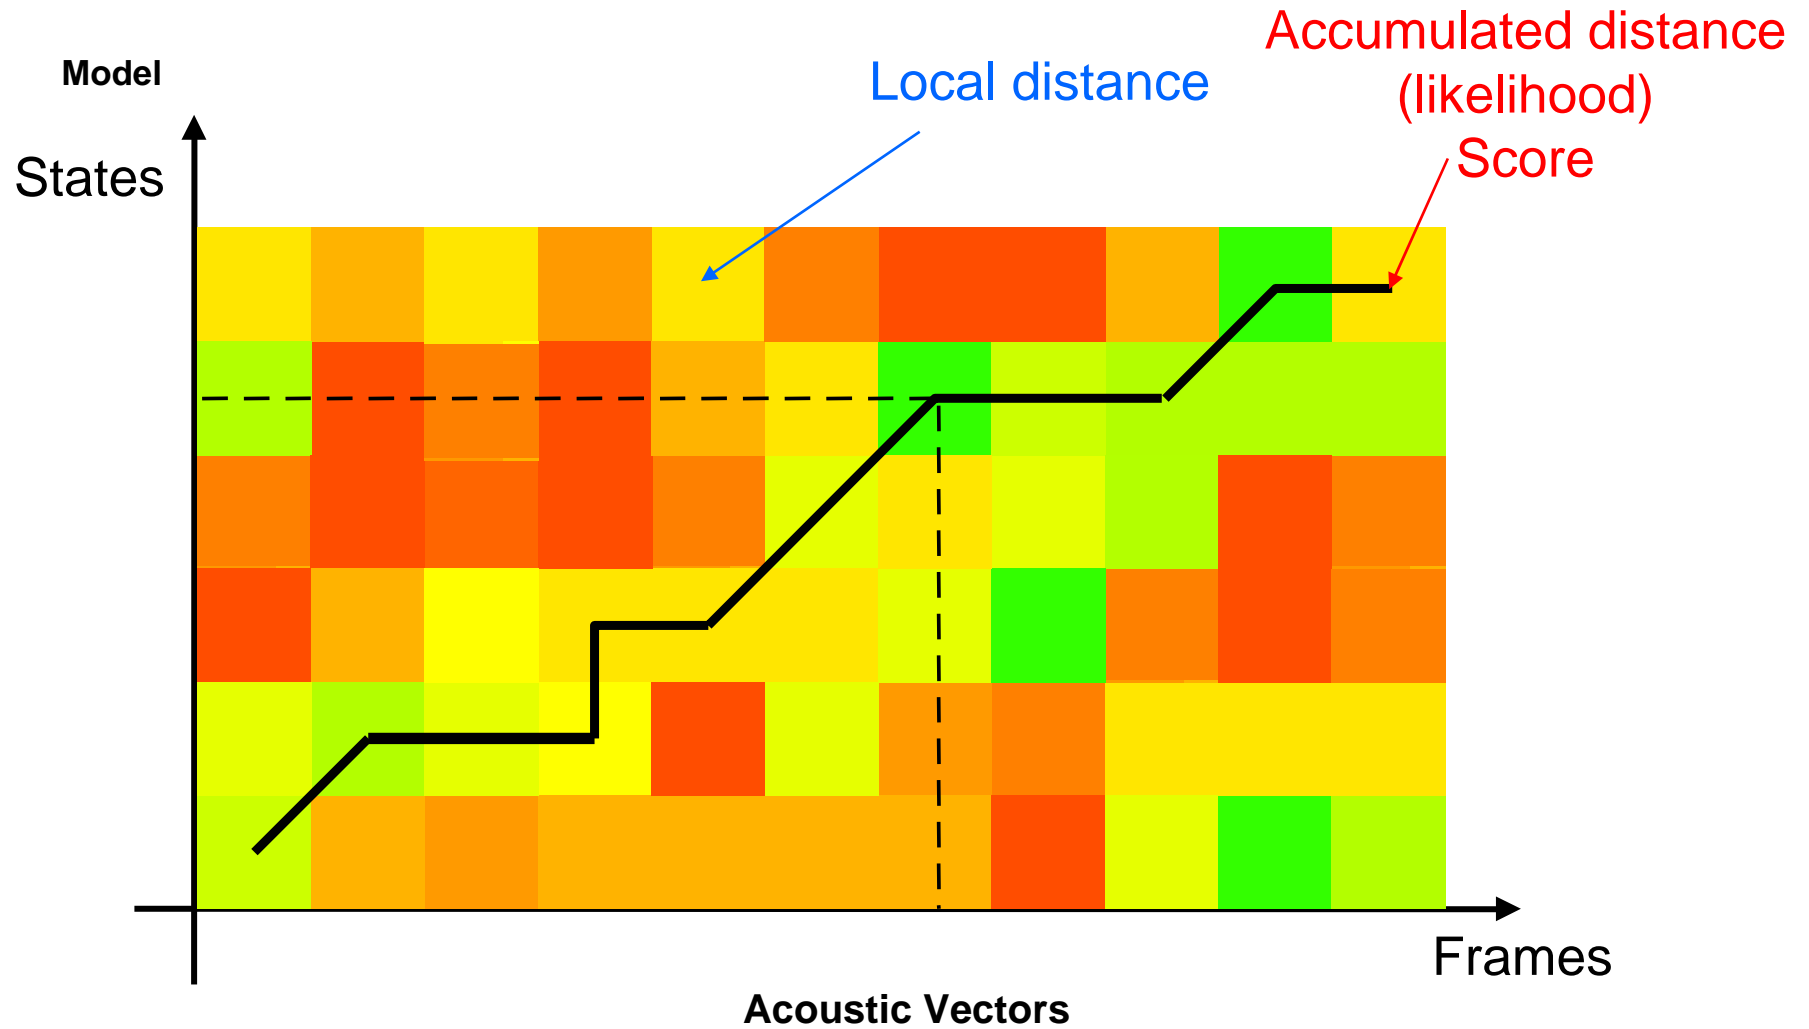 Accumulated distance
(likelihood)
Score
Local distance
Model
States
Frames
Acoustic Vectors